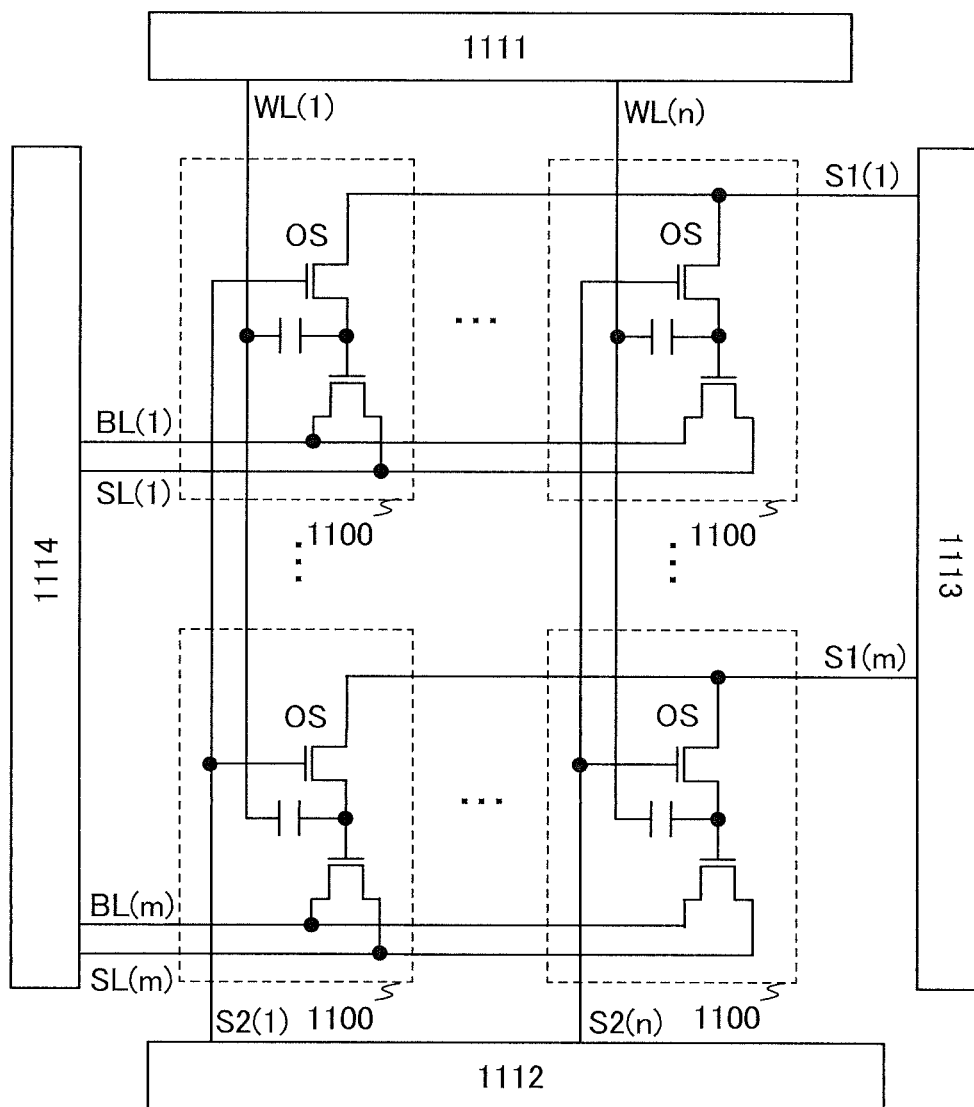 1111
WL(1)
WL(n)
S1(1)
OS
OS
BL(1)
SL(1)
1100
1100
1114
1113
S1(m)
OS
OS
BL(m)
SL(m)
S2(1)
1100
S2(n)
1100
1112